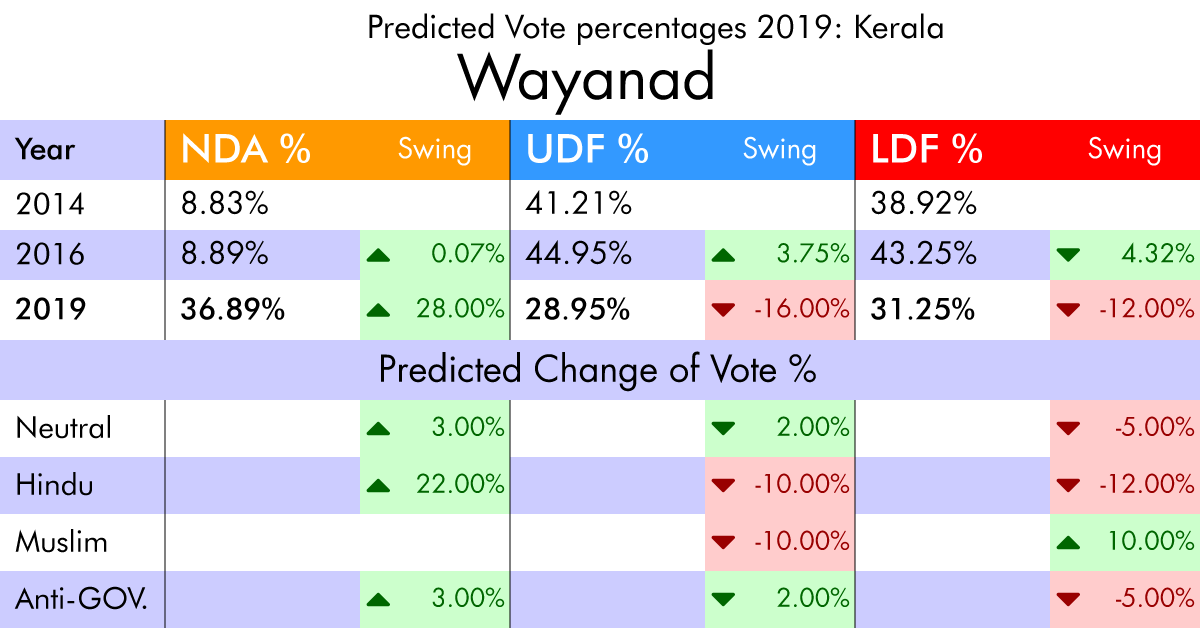 Predicted Vote percentages 2019: Kerala
Wayanad
Year NDA % Swing UDF % Swing LDF % Swing
2014 8.83% 41.21% 38.92%
2016 8.89% ▲ 0.07% 44.95% ▲ 3.75% 43.25% ▼ 4.32%
2019 36.89% ▲ 28.00% 28.95% ▼ -16.00% 31.25% ▼ -12.00%
Predicted Change of Vote %
Neutral ▲ 3.00% ▼ 2.00% ▼ -5.00%
Hindu ▲ 22.00% ▼ -10.00% ▼ -12.00%
Muslim ▼ -10.00% ▲ 10.00%
Anti-GOV. ▲ 3.00% ▼ 2.00% ▼ -5.00%